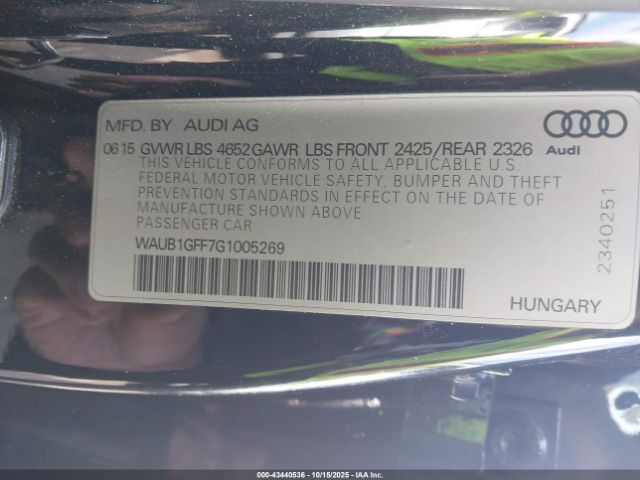 MFD. BY AUDI AG
0615 GVWR LBS 4652 GAWR LBS FRONT 2425/REAR 2326
THIS VEHICLE CONFORMS TO ALL APPLICABLE U.S.
FEDERAL MOTOR VEHICLE SAFETY, BUMPER AND THEFT
PREVENTION STANDARDS IN EFFECT ON THE DATE OF
MANUFACTURE SHOWN ABOVE
PASSENGER CAR
WAUB1GFF7G1005269
Audi
2340251
HUNGARY
000-43440536 - 10/15/2025 - IAAI.COM